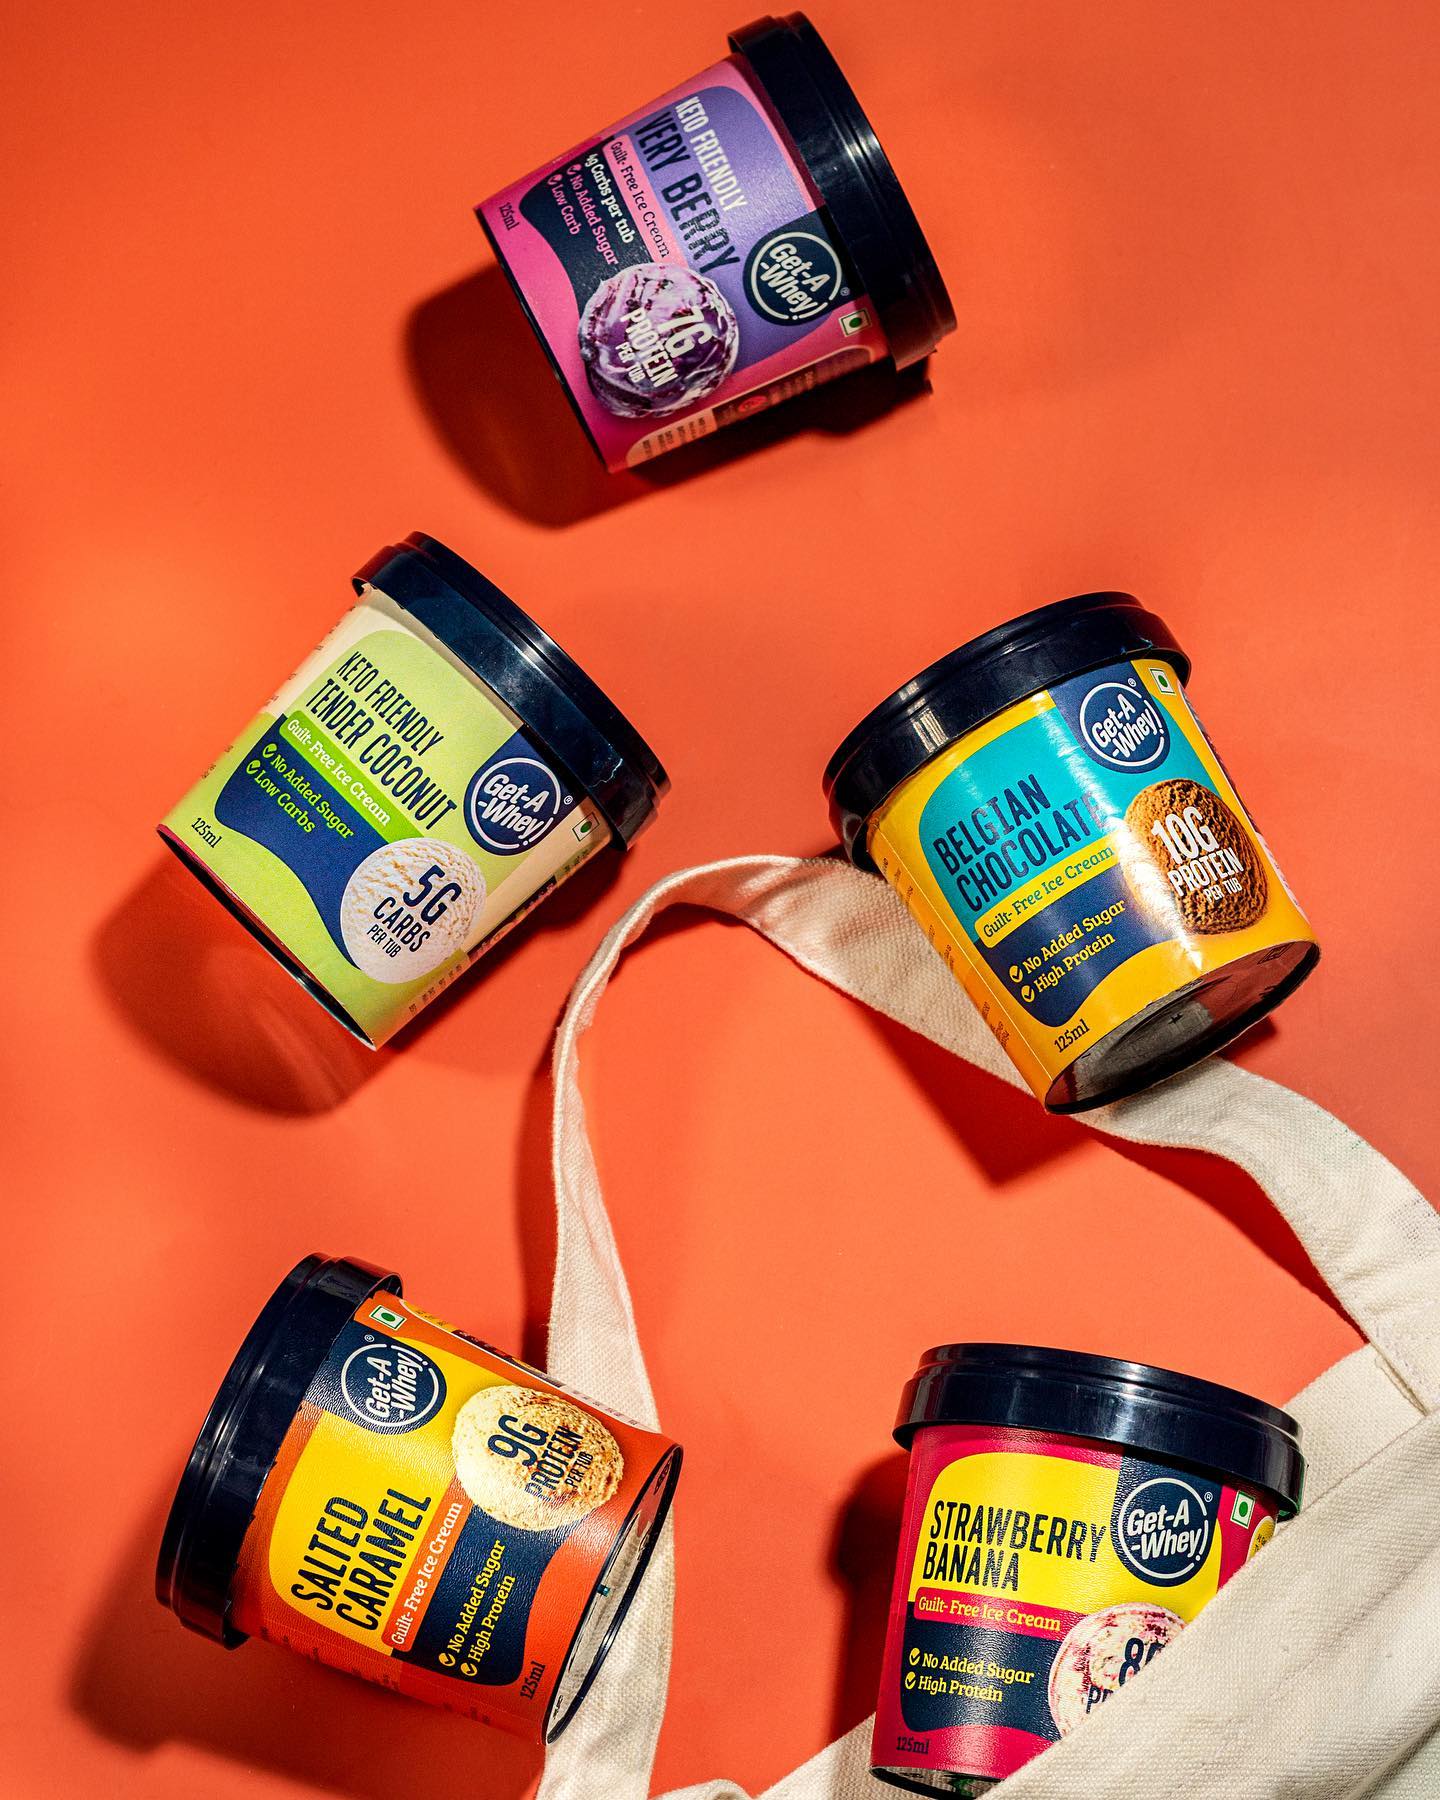 KETO FRIENDLY
VERY BERRY
Guilt-Free Ice Cream
4g Carbs per tub
No Added Sugar
Low Carb
125ml
Get-A
-Whey!
®
7G
PROTEIN
PER TUB
KETO FRIENDLY
TENDER COCONUT
Guilt-Free Ice Cream
No Added Sugar
Low Carbs
125ml
Get-A
-Whey!
®
5G
CARBS
PER TUB
Get-A
-Whey!
®
BELGIAN
CHOCOLATE
Guilt-Free Ice Cream
No Added Sugar
High Protein
125ml
10G
PROTEIN
PER TUB
Get-A
-Whey!
®
SALTED
CARAMEL
Guilt-Free Ice Cream
No Added Sugar
High Protein
125ml
9G
PROTEIN
PER TUB
Get-A
-Whey!
®
STRAWBERRY
BANANA
Guilt-Free Ice Cream
No Added Sugar
High Protein
125ml